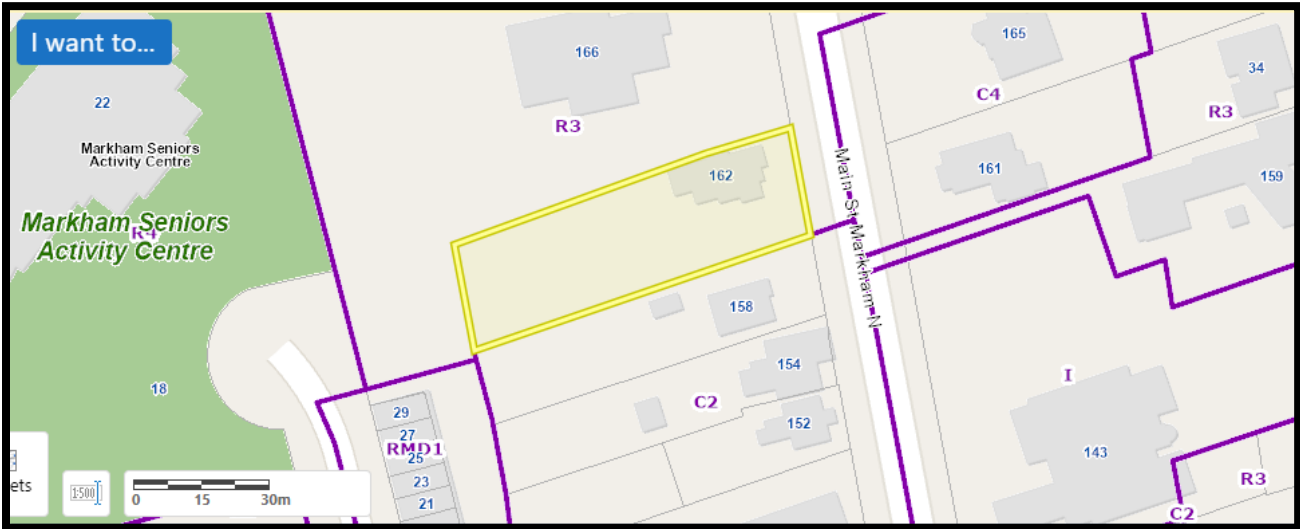 I want to...
22
Markham Seniors
Activity Centre
Markham Seniors
Activity Centre
R4
166
R3
162
165
C4
34
R3
161
159
Main St Markham N
158
154
C2
152
I
143
R3
C2
18
29
27
RMD1
25
23
21
ets
1:500
0 15 30m